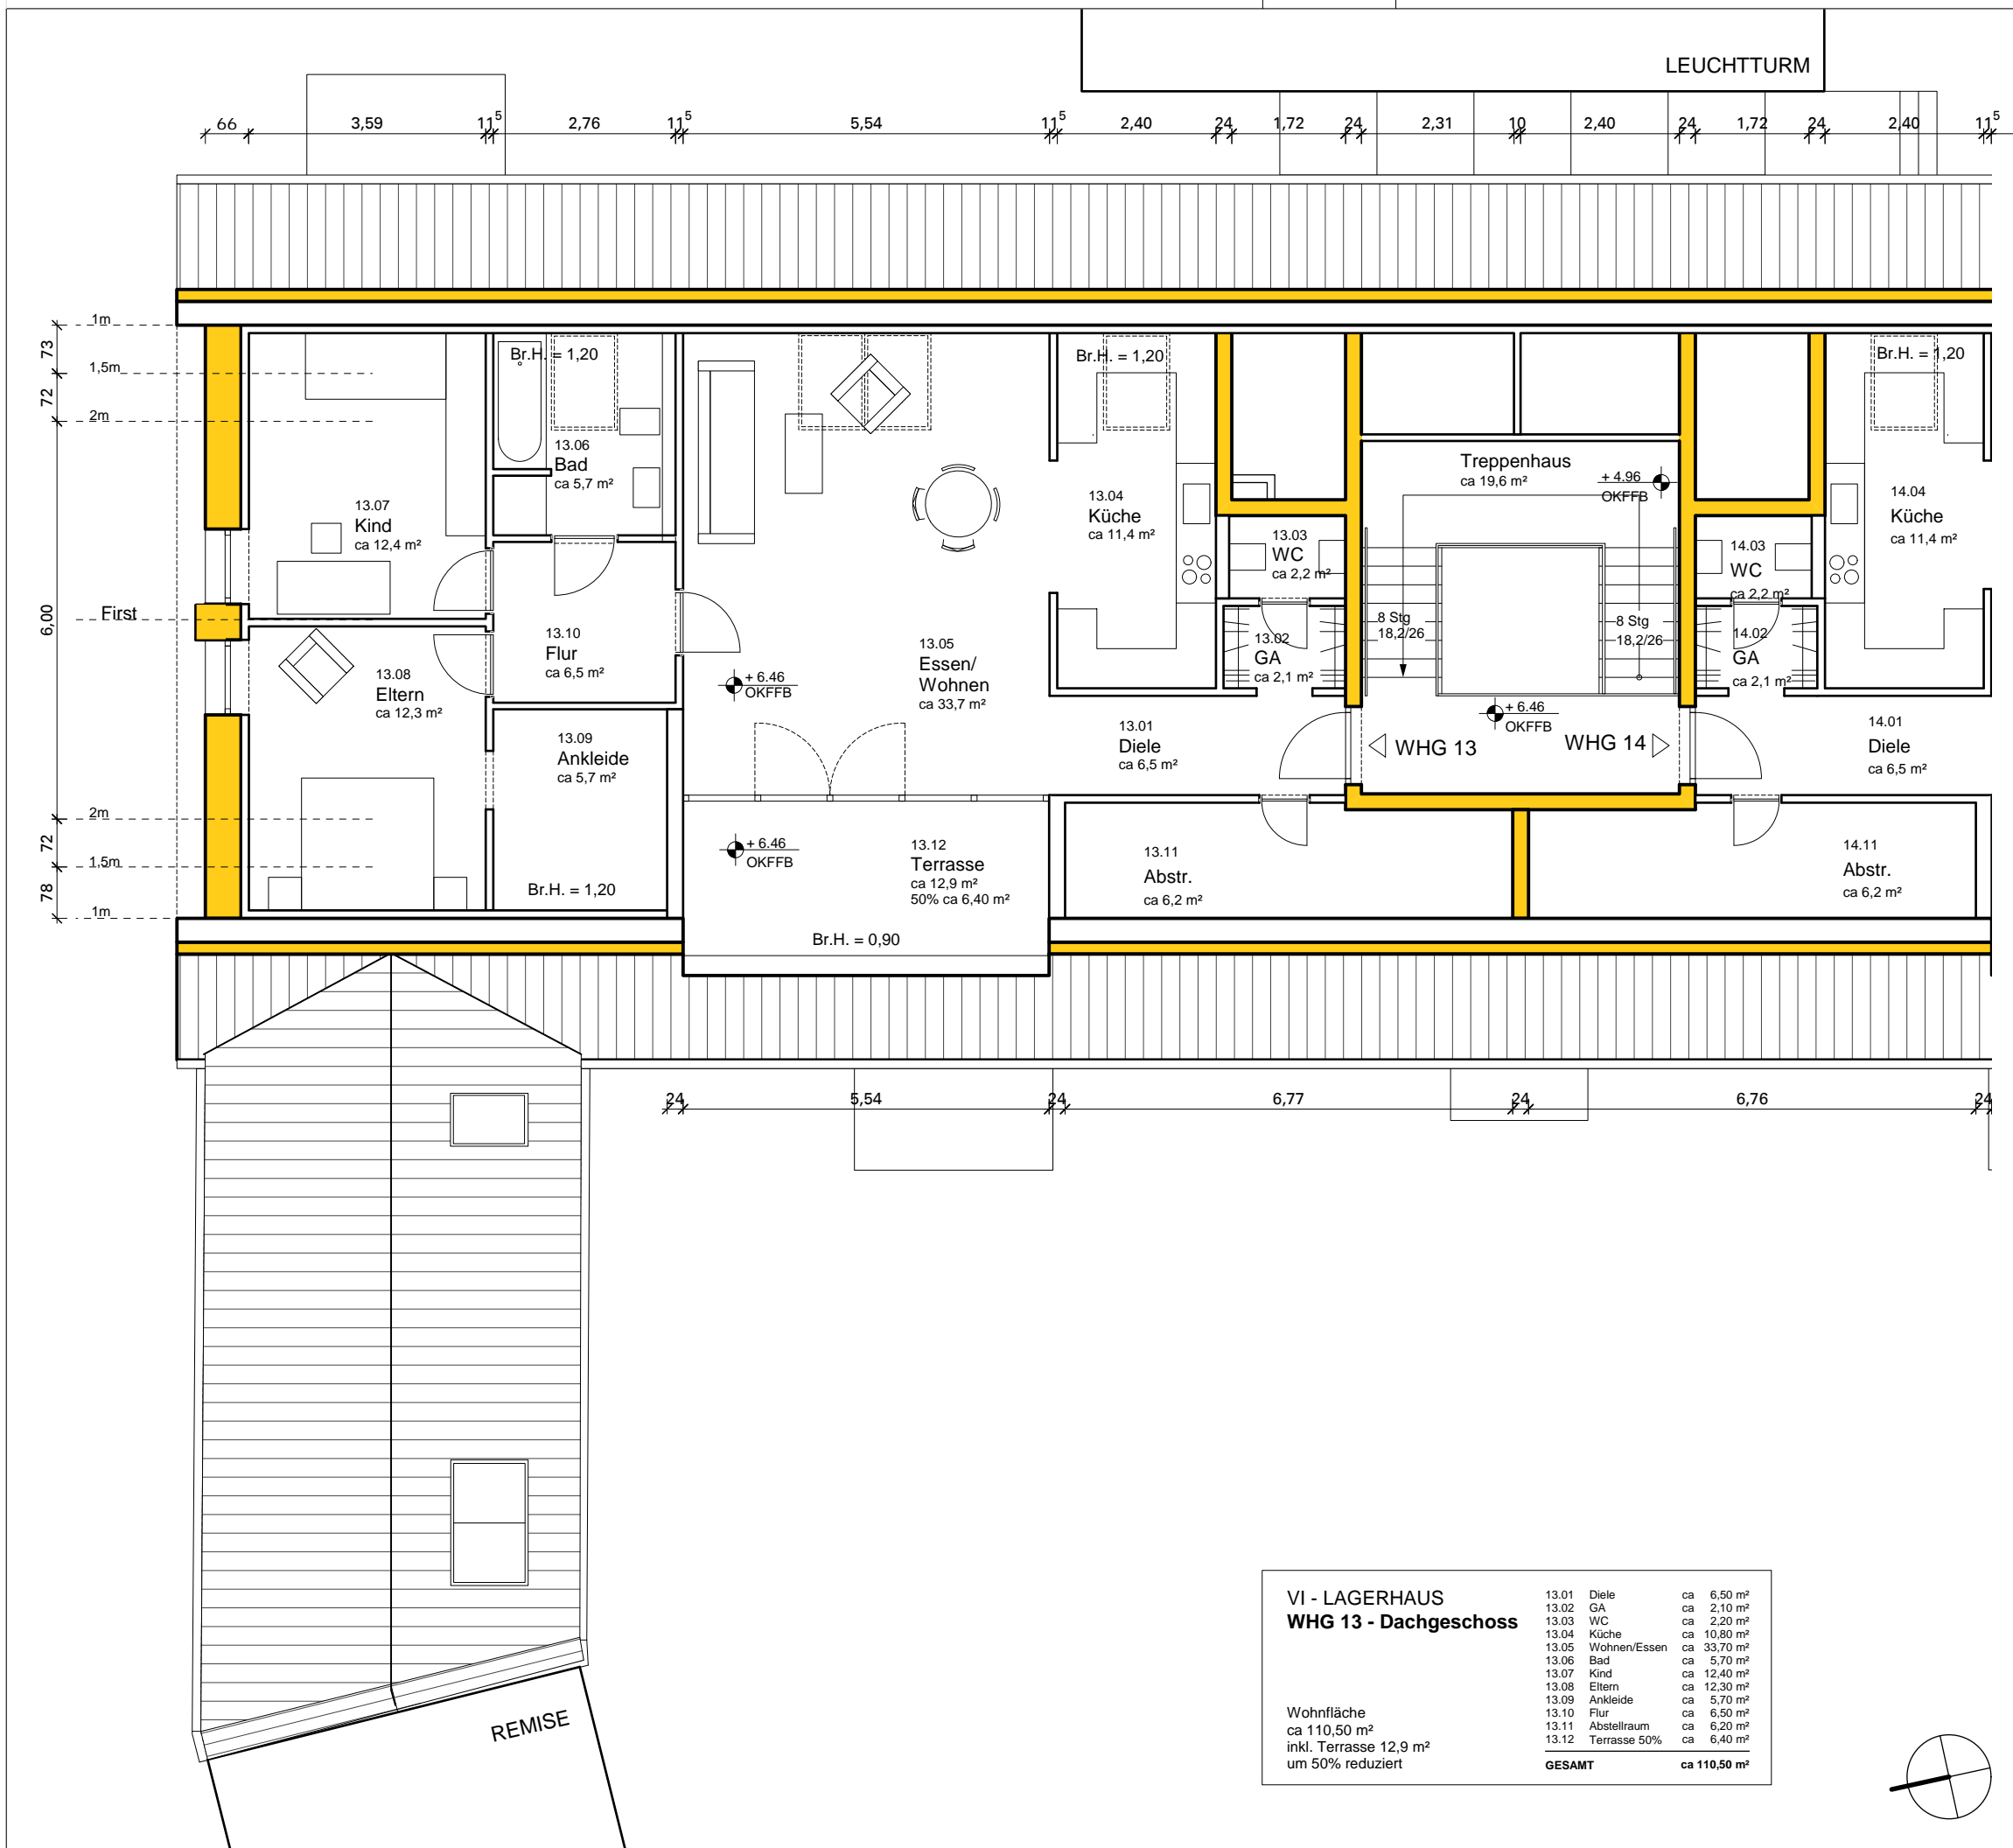 LEUCHTTURM
66 3,59 11⁵ 2,76 11⁵ 5,54 11⁵ 2,40 24 1,72 24 2,31 10 2,40 24 1,72 24 2,40 11⁵
1m
73
1,5m
72
2m
6,00
First
2m
72
1,5m
78
1m
13.07
Kind
ca 12,4 m²
13.08
Eltern
ca 12,3 m²
Br.H. = 1,20
13.06
Bad
ca 5,7 m²
13.10
Flur
ca 6,5 m²
13.09
Ankleide
ca 5,7 m²
Br.H. = 1,20
+ 6.46
OKFFB
13.05
Essen/
Wohnen
ca 33,7 m²
+ 6.46
OKFFB
13.12
Terrasse
ca 12,9 m²
50% ca 6,40 m²
Br.H. = 0,90
Br.H. = 1,20
13.04
Küche
ca 11,4 m²
13.03
WC
ca 2,2 m²
13.02
GA
ca 2,1 m²
13.01
Diele
ca 6,5 m²
13.11
Abstr.
ca 6,2 m²
Treppenhaus
ca 19,6 m²
+ 4.96
OKFFB
8 Stg
18,2/26
8 Stg
18,2/26
+ 6.46
OKFFB
WHG 13
WHG 14
14.03
WC
ca 2,2 m²
14.02
GA
ca 2,1 m²
Br.H. = 1,20
14.04
Küche
ca 11,4 m²
14.01
Diele
ca 6,5 m²
14.11
Abstr.
ca 6,2 m²
24 5,54 24 6,77 24 6,76 24
REMISE
VI - LAGERHAUS
WHG 13 - Dachgeschoss
Wohnfläche
ca 110,50 m²
inkl. Terrasse 12,9 m²
um 50% reduziert
13.01 Diele ca 6,50 m²
13.02 GA ca 2,10 m²
13.03 WC ca 2,20 m²
13.04 Küche ca 10,80 m²
13.05 Wohnen/Essen ca 33,70 m²
13.06 Bad ca 5,70 m²
13.07 Kind ca 12,40 m²
13.08 Eltern ca 12,30 m²
13.09 Ankleide ca 5,70 m²
13.10 Flur ca 6,50 m²
13.11 Abstellraum ca 6,20 m²
13.12 Terrasse 50% ca 6,40 m²
GESAMT ca 110,50 m²